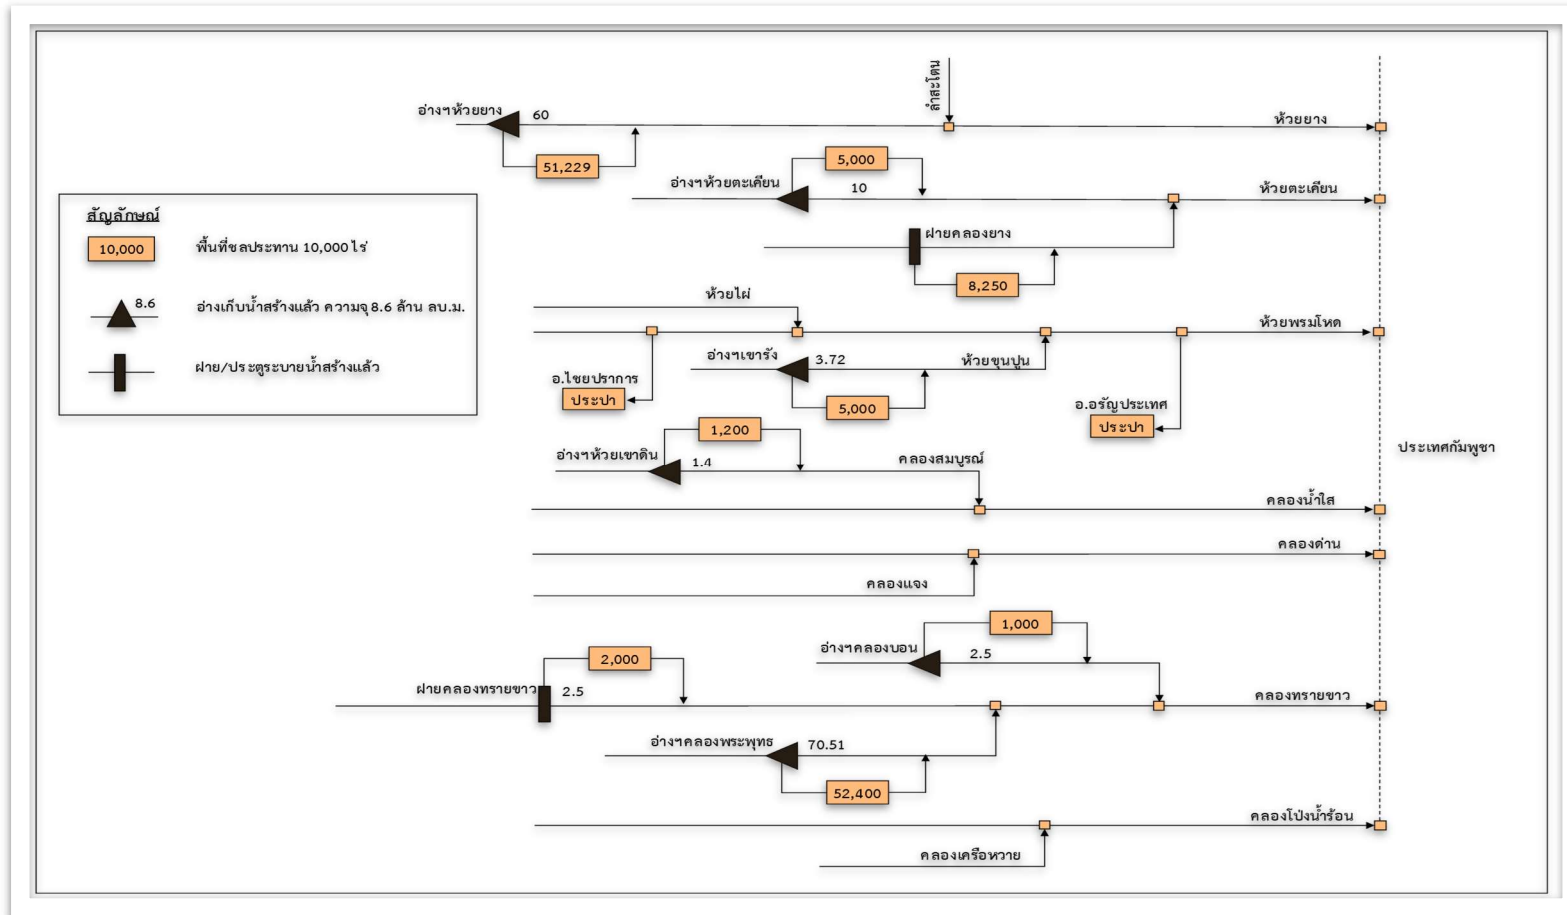 ลำสะโตน
อ่างฯห้วยยาง
60
ห้วยยาง
51,229
5,000
อ่างฯห้วยตะเคียน
10
ห้วยตะเคียน
สัญลักษณ์
10,000
พื้นที่ชลประทาน 10,000 ไร่
8.6
อ่างเก็บน้ำสร้างแล้ว ความจุ 8.6 ล้าน ลบ.ม.
ฝาย/ประตูระบายน้ำสร้างแล้ว
ฝายคลองยาง
8,250
ห้วยไผ่
ห้วยพรมโหด
อ่างฯเขารัง
3.72
ห้วยขุนปูน
อ.ไชยปราการ
ประปา
5,000
อ.อรัญประเทศ
ประปา
1,200
อ่างฯห้วยเขาดิน
1.4
คลองสมบูรณ์
ประเทศกัมพูชา
คลองน้ำใส
คลองด่าน
คลองแจง
1,000
อ่างฯคลองบอน
2.5
2,000
ฝายคลองทรายขาว
2.5
คลองทรายขาว
อ่างฯคลองพระพุทธ
70.51
52,400
คลองโป่งน้ำร้อน
คลองเครือหวาย